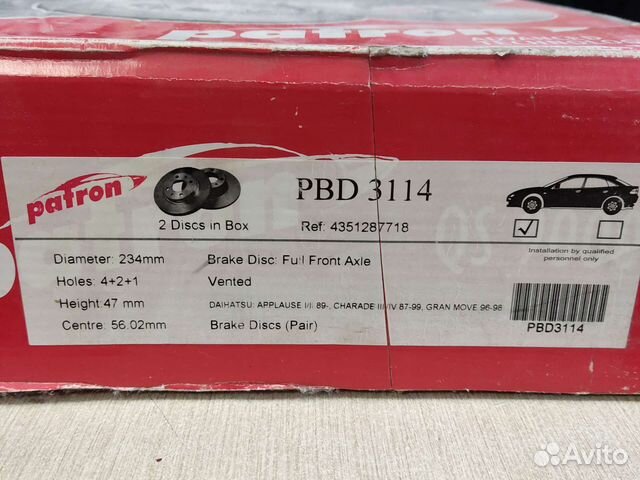 patron
patron
PBD 3114
2 Discs in Box
Ref: 4351287718
Installation by qualified
personnel only
Diameter: 234mm
Brake Disc: Full Front Axle
Holes: 4+2+1
Vented
Height:47 mm
DAIHATSU: APPLAUSE I/II 89-, CHARADE III/IV 87-99, GRAN MOVE 96-98
Centre: 56.02mm
Brake Discs (Pair)
PBD3114
Avito